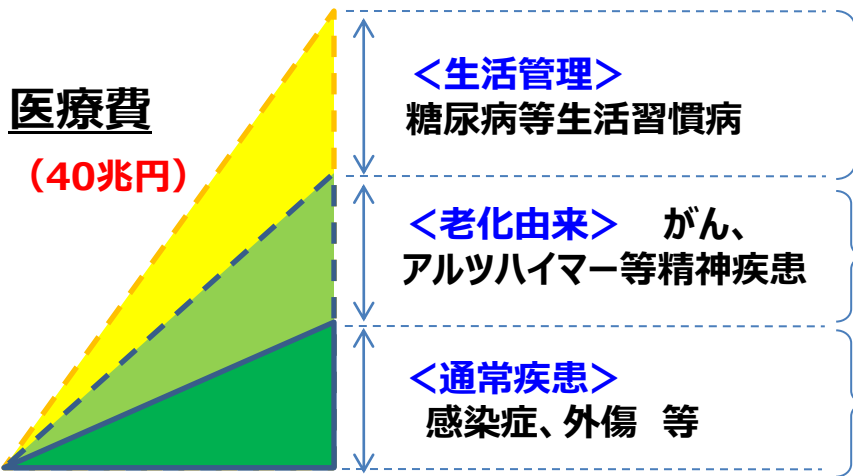 医療費
（40兆円）
＜生活管理＞
糖尿病等生活習慣病
＜老化由来＞　がん、
アルツハイマー等精神疾患
＜通常疾患＞
感染症、外傷　等